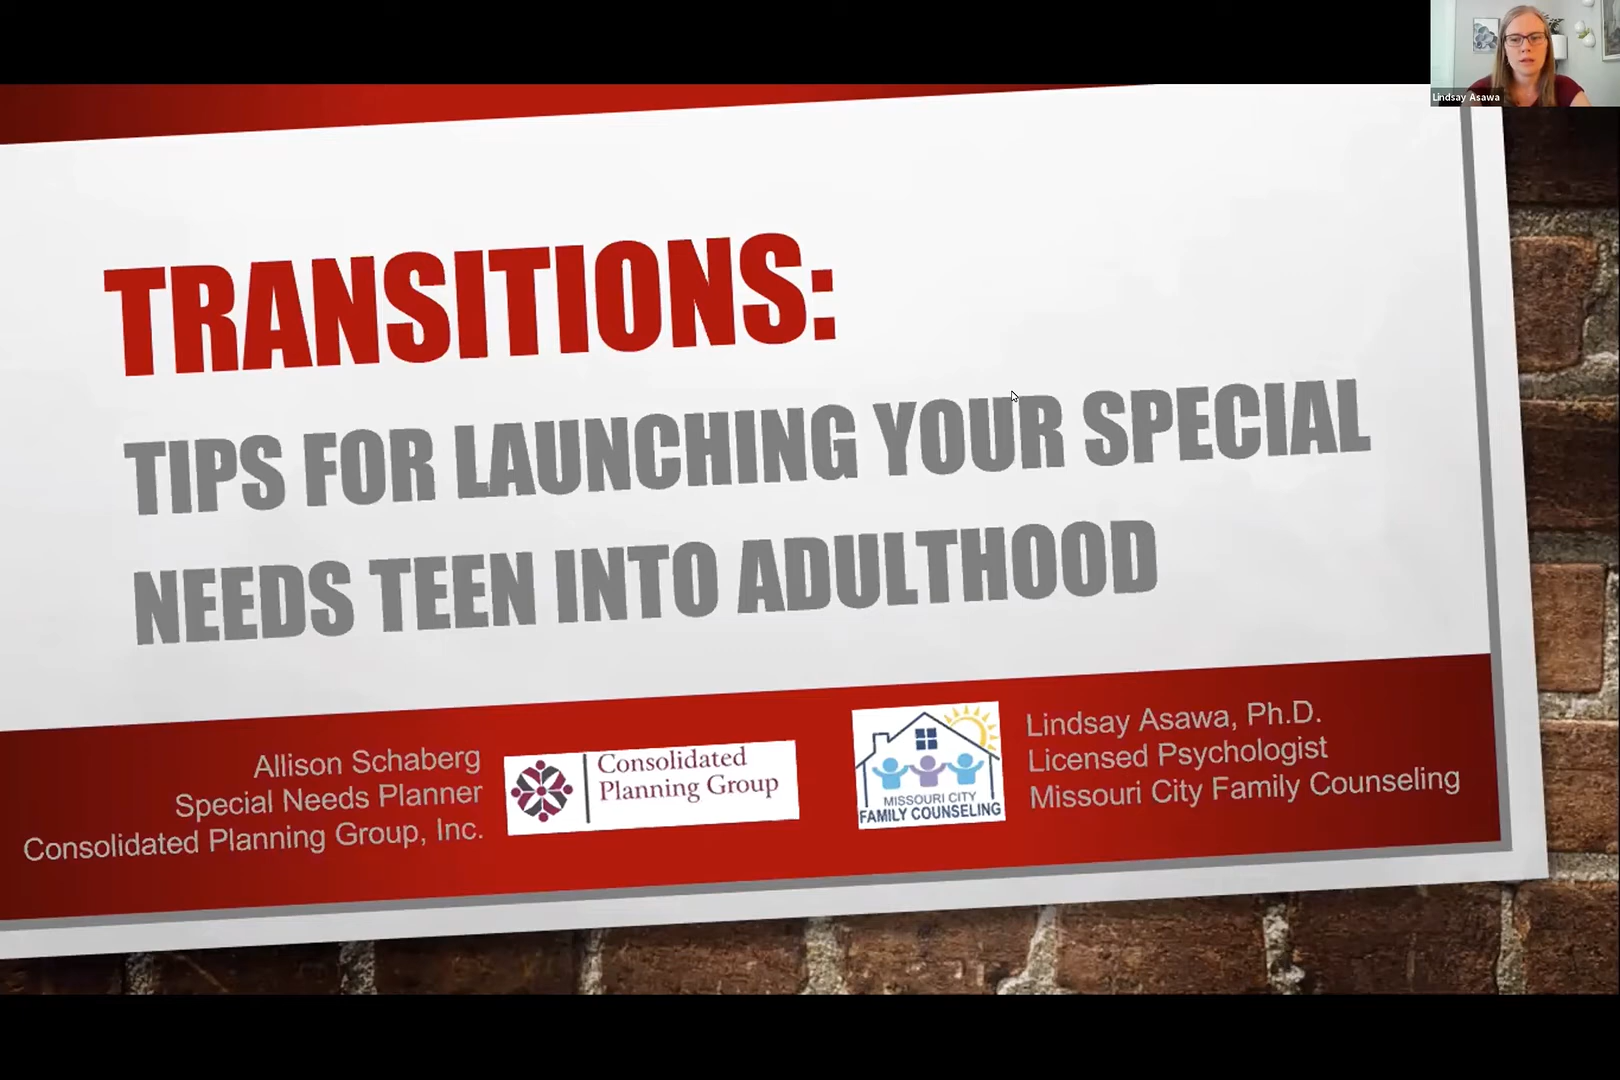 Lindsay Asawa
TRANSITIONS:
TIPS FOR LAUNCHING YOUR SPECIAL
NEEDS TEEN INTO ADULTHOOD
Allison Schaberg
Special Needs Planner
Consolidated Planning Group, Inc.
Consolidated
Planning Group
MISSOURI CITY
FAMILY COUNSELING
Lindsay Asawa, Ph.D.
Licensed Psychologist
Missouri City Family Counseling